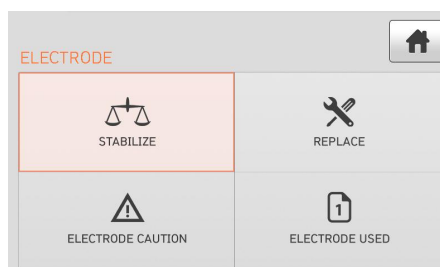 ELECTRODE
STABILIZE
REPLACE
ELECTRODE CAUTION
1
ELECTRODE USED